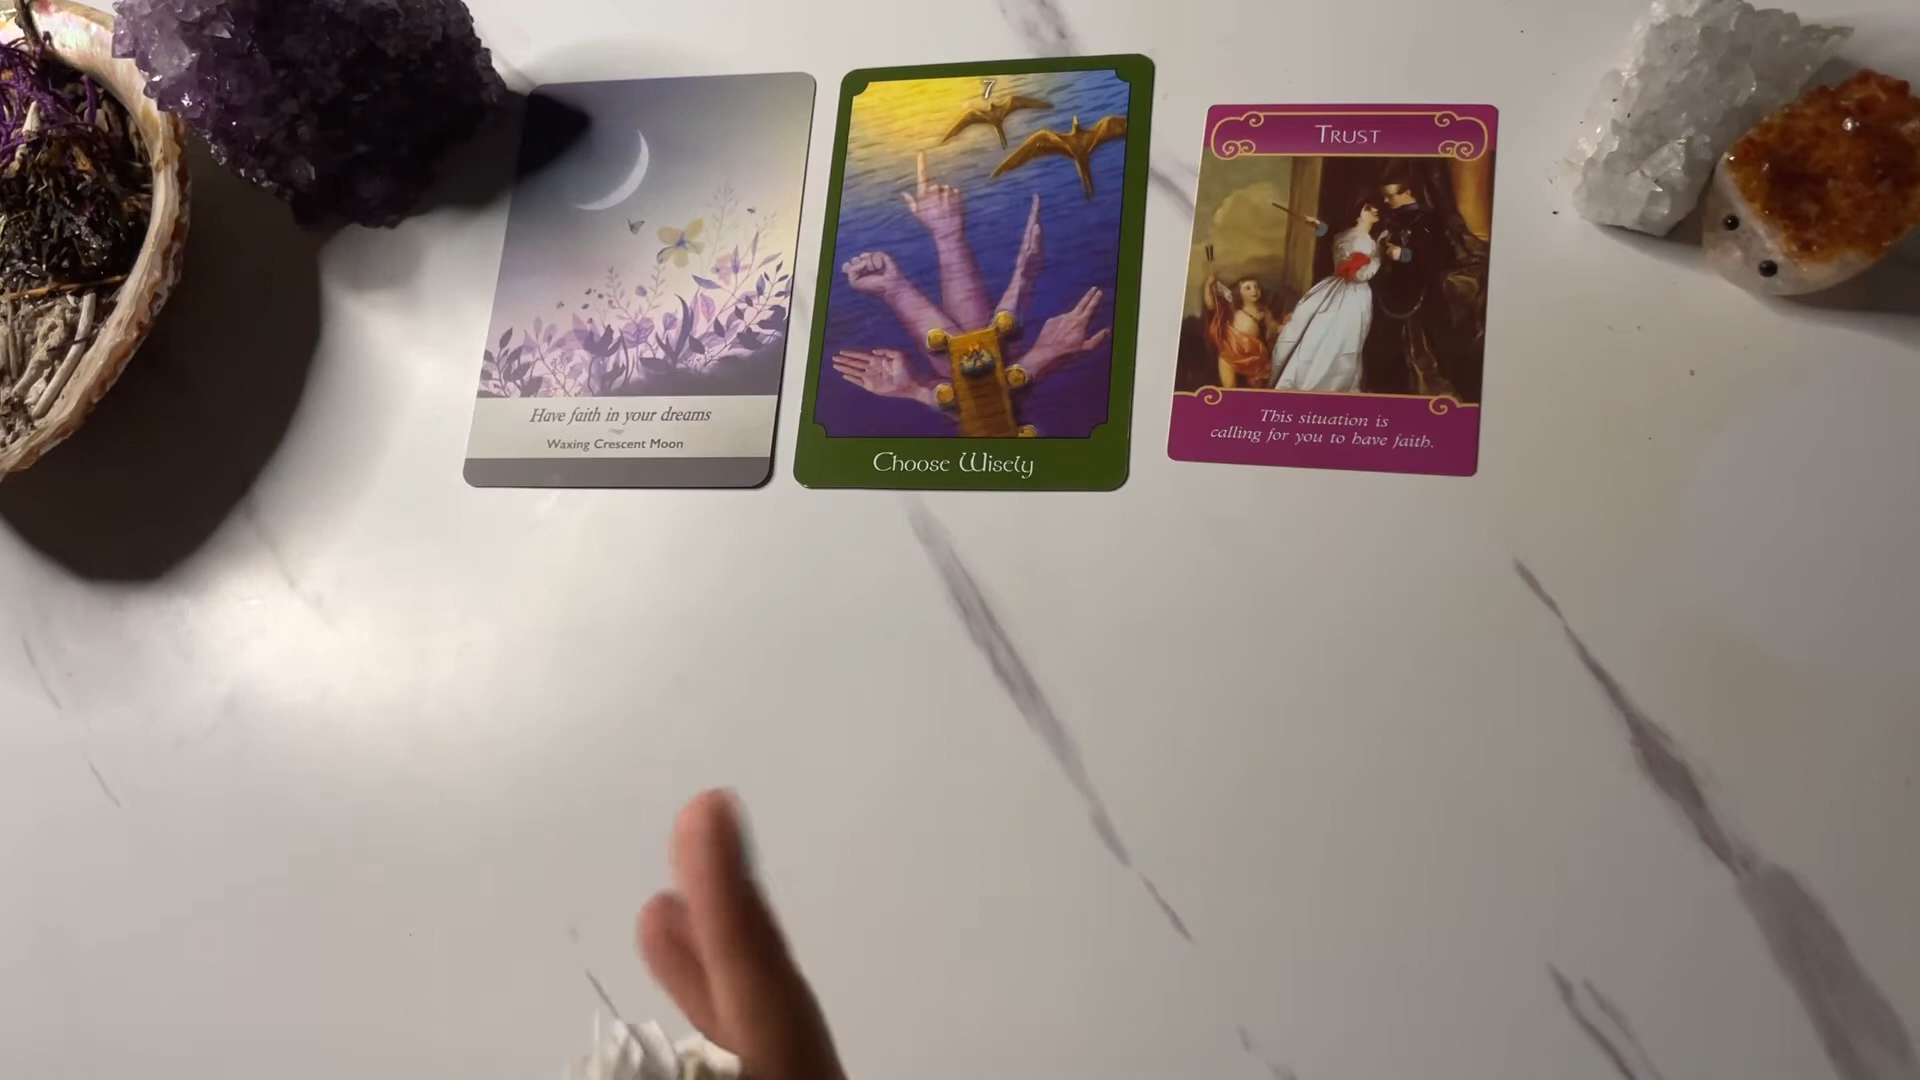 Have faith in your dreams
Waxing Crescent Moon
7
Choose Wisely
TRUST
This situation is
calling for you to have faith.